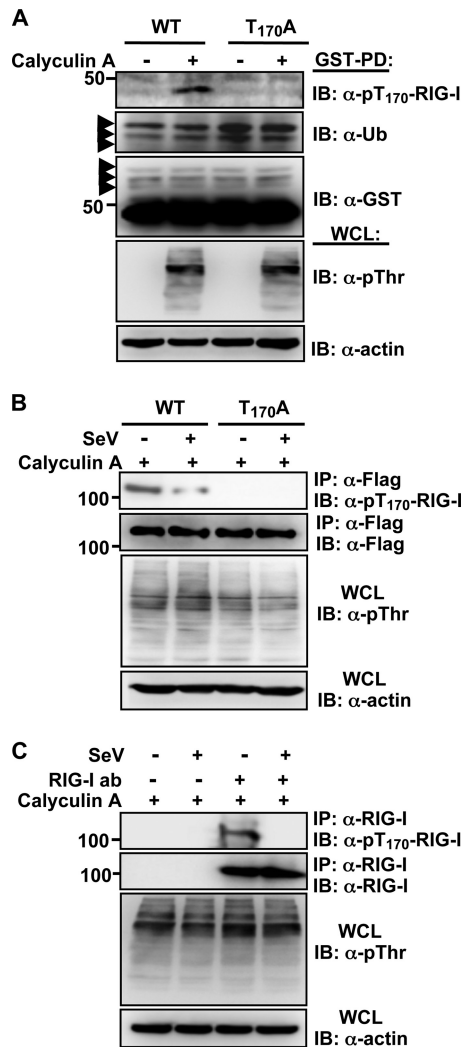 A
WT T170A
Calyculin A - + - + GST-PD:
50 IB: α-pT170-RIG-I
IB: α-Ub
50 IB: α-GST
WCL:
IB: α-pThr
IB: α-actin
B
WT T170A
SeV - + - +
Calyculin A + + + +
IP: α-Flag
100 IB: α-pT170-RIG-I
IP: α-Flag
100 IB: α-Flag
WCL
IB: α-pThr
WCL
IB: α-actin
C
SeV - + - +
RIG-I ab - - + +
Calyculin A + + + +
IP: α-RIG-I
100 IB: α-pT170-RIG-I
IP: α-RIG-I
100 IB: α-RIG-I
WCL
IB: α-pThr
WCL
IB: α-actin